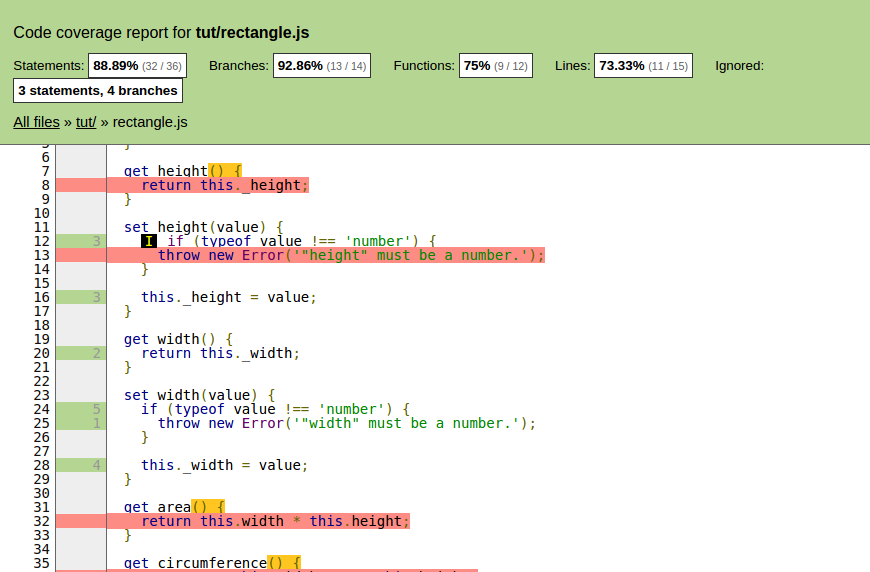 Code coverage report for tut/rectangle.js
Statements: 88.89% (32 / 36) Branches: 92.86% (13 / 14) Functions: 75% (9 / 12) Lines: 73.33% (11 / 15) Ignored:
3 statements, 4 branches
All files » tut/ » rectangle.js
5 }
6
7 get height() {
8 return this._height;
9 }
10
11 set height(value) {
12 3 I if (typeof value !== 'number') {
13 throw new Error('"height" must be a number.');
14 }
15
16 3 this._height = value;
17 }
18
19 get width() {
20 2 return this._width;
21 }
22
23 set width(value) {
24 5 if (typeof value !== 'number') {
25 1 throw new Error('"width" must be a number.');
26 }
27
28 4 this._width = value;
29 }
30
31 get area() {
32 return this.width * this.height;
33 }
34
35 get circumference() {